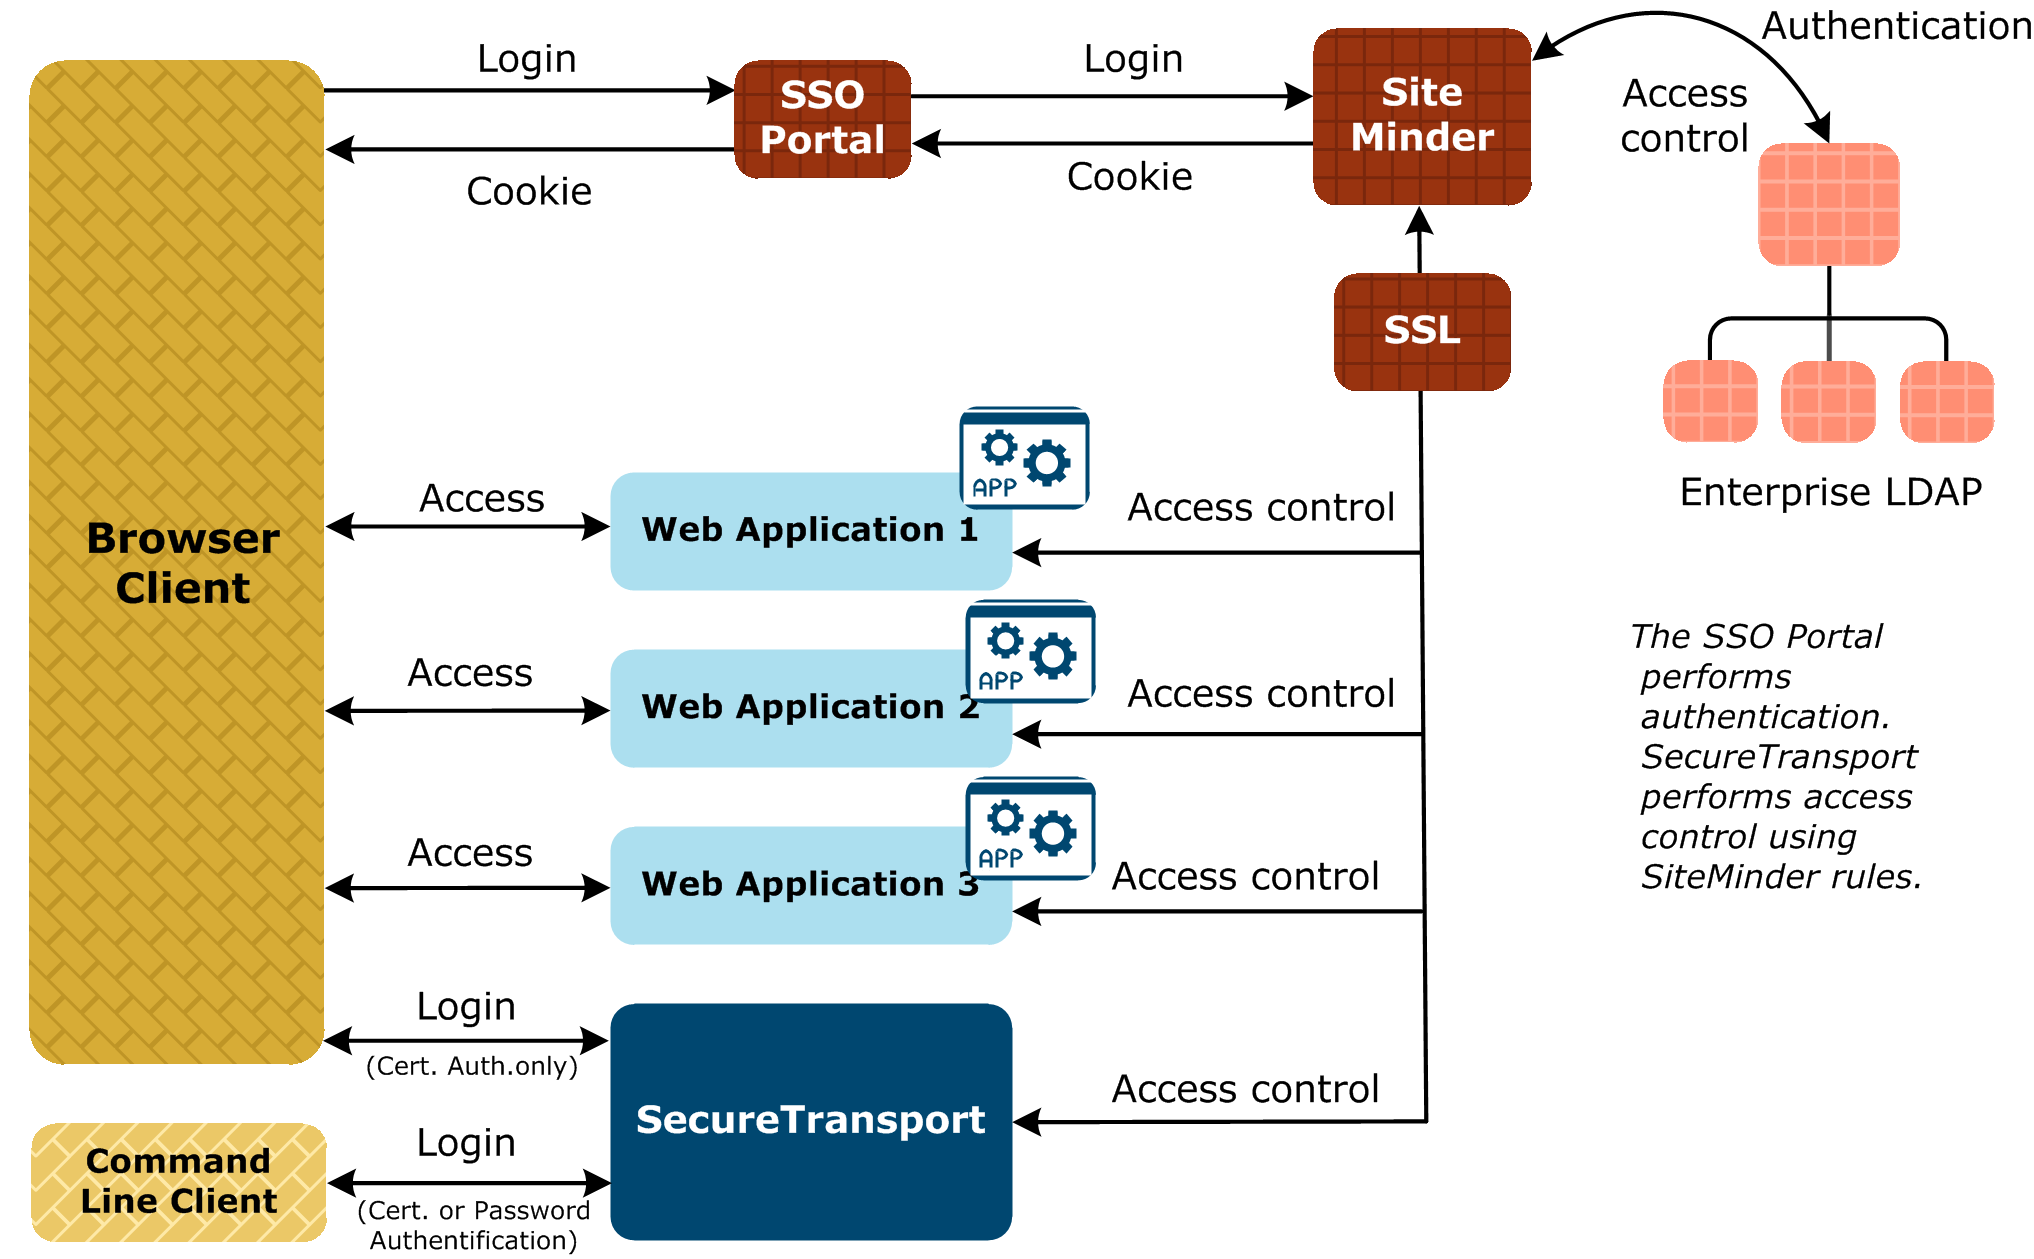 Login
Cookie
SSO
Portal
Login
Cookie
Site
Minder
Authentication
Access
control
SSL
Enterprise LDAP
Browser
Client
Access
Web Application 1
APP
Access control
Access
Web Application 2
APP
Access control
Access
Web Application 3
APP
Access control
The SSO Portal
performs
authentication.
SecureTransport
performs access
control using
SiteMinder rules.
Login
(Cert. Auth.only)
SecureTransport
Access control
Command
Line Client
Login
(Cert. or Password
Authentification)